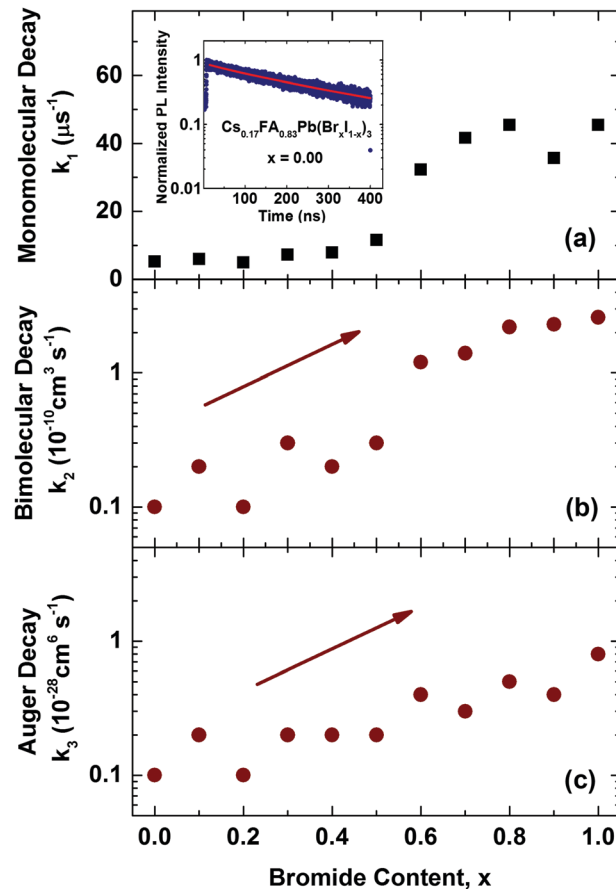 Monomolecular Decay
k₁ (μs⁻¹)
60
40
20
0
Normalized PL Intensity
1
0.1
0.01
Cs₀.₁₇FA₀.₈₃Pb(BrₓI₁₋ₓ)₃
x = 0.00
100 200 300 400
Time (ns)
(a)
Bimolecular Decay
k₂ (10⁻¹⁰cm³ s⁻¹)
1
0.1
(b)
Auger Decay
k₃ (10⁻²⁸cm⁶ s⁻¹)
1
0.1
(c)
0.0 0.2 0.4 0.6 0.8 1.0
Bromide Content, x